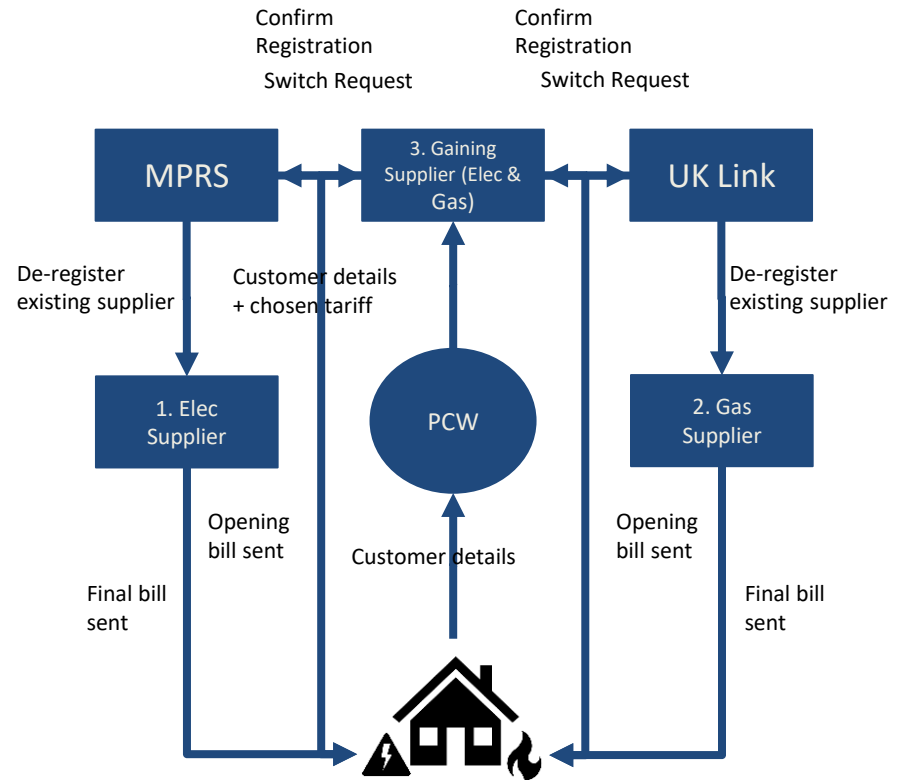 Confirm
Registration
Switch Request
Confirm
Registration
Switch Request
MPRS
3. Gaining
Supplier (Elec &
Gas)
UK Link
De-register
existing supplier
Customer details
+ chosen tariff
De-register
existing supplier
1. Elec
Supplier
PCW
2. Gas
Supplier
Opening
bill sent
Customer details
Opening
bill sent
Final bill
sent
Final bill
sent